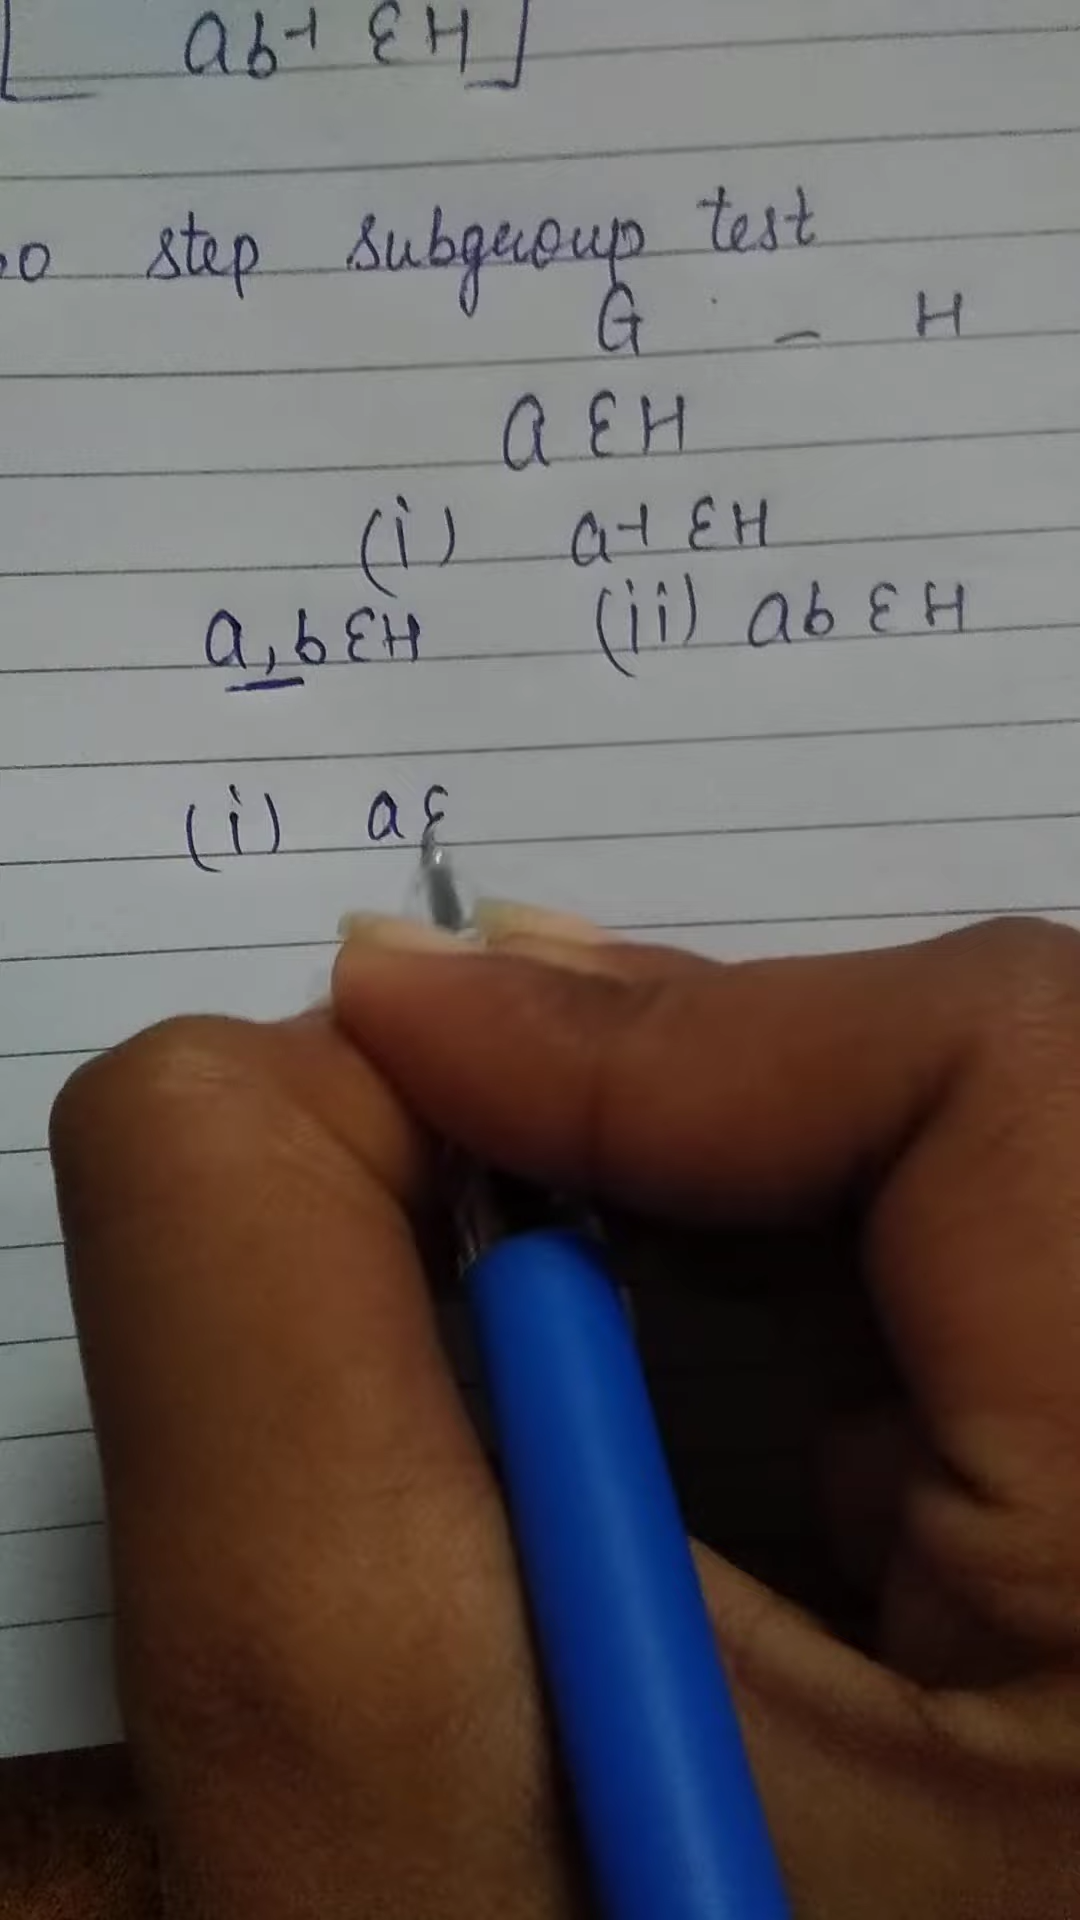 ab⁻¹ ∈ H
o step subgroup test
G - H
a ∈ H
(i) a⁻¹ ∈ H
a, b ∈ H (ii) ab ∈ H
(i) a ∈